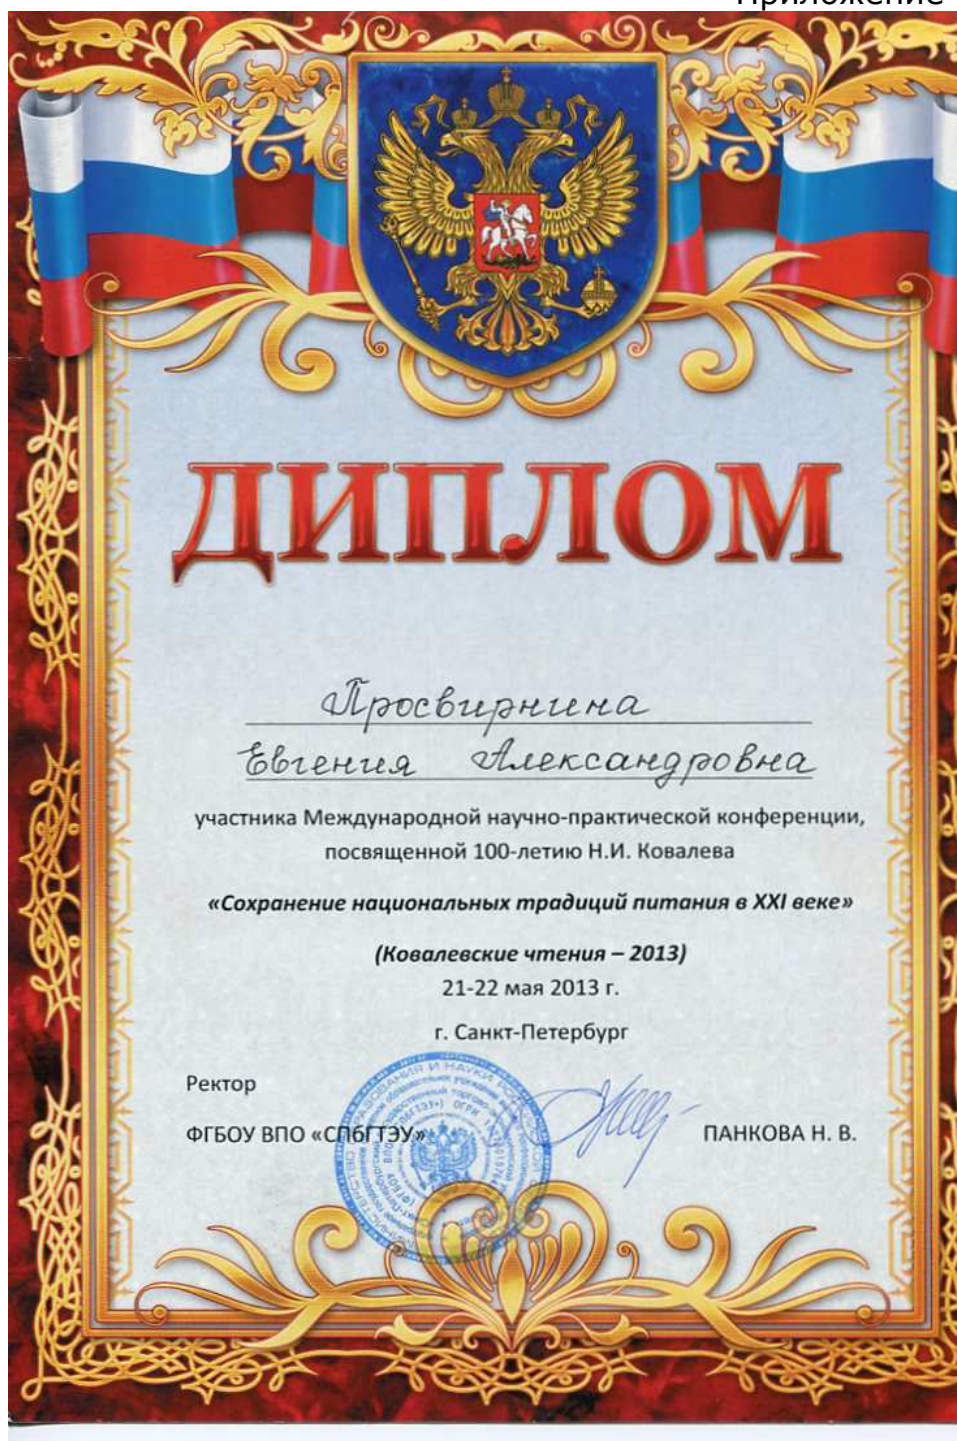 Приложение
ДИПЛОМ
Просвирнина
Евгения Александровна
участника Международной научно-практической конференции,
посвященной 100-летию Н.И. Ковалева
«Сохранение национальных традиций питания в XXI веке»
(Ковалевские чтения – 2013)
21-22 мая 2013 г.
г. Санкт-Петербург
Ректор
ФГБОУ ВПО «СПбГТЭУ» ПАНКОВА Н. В.